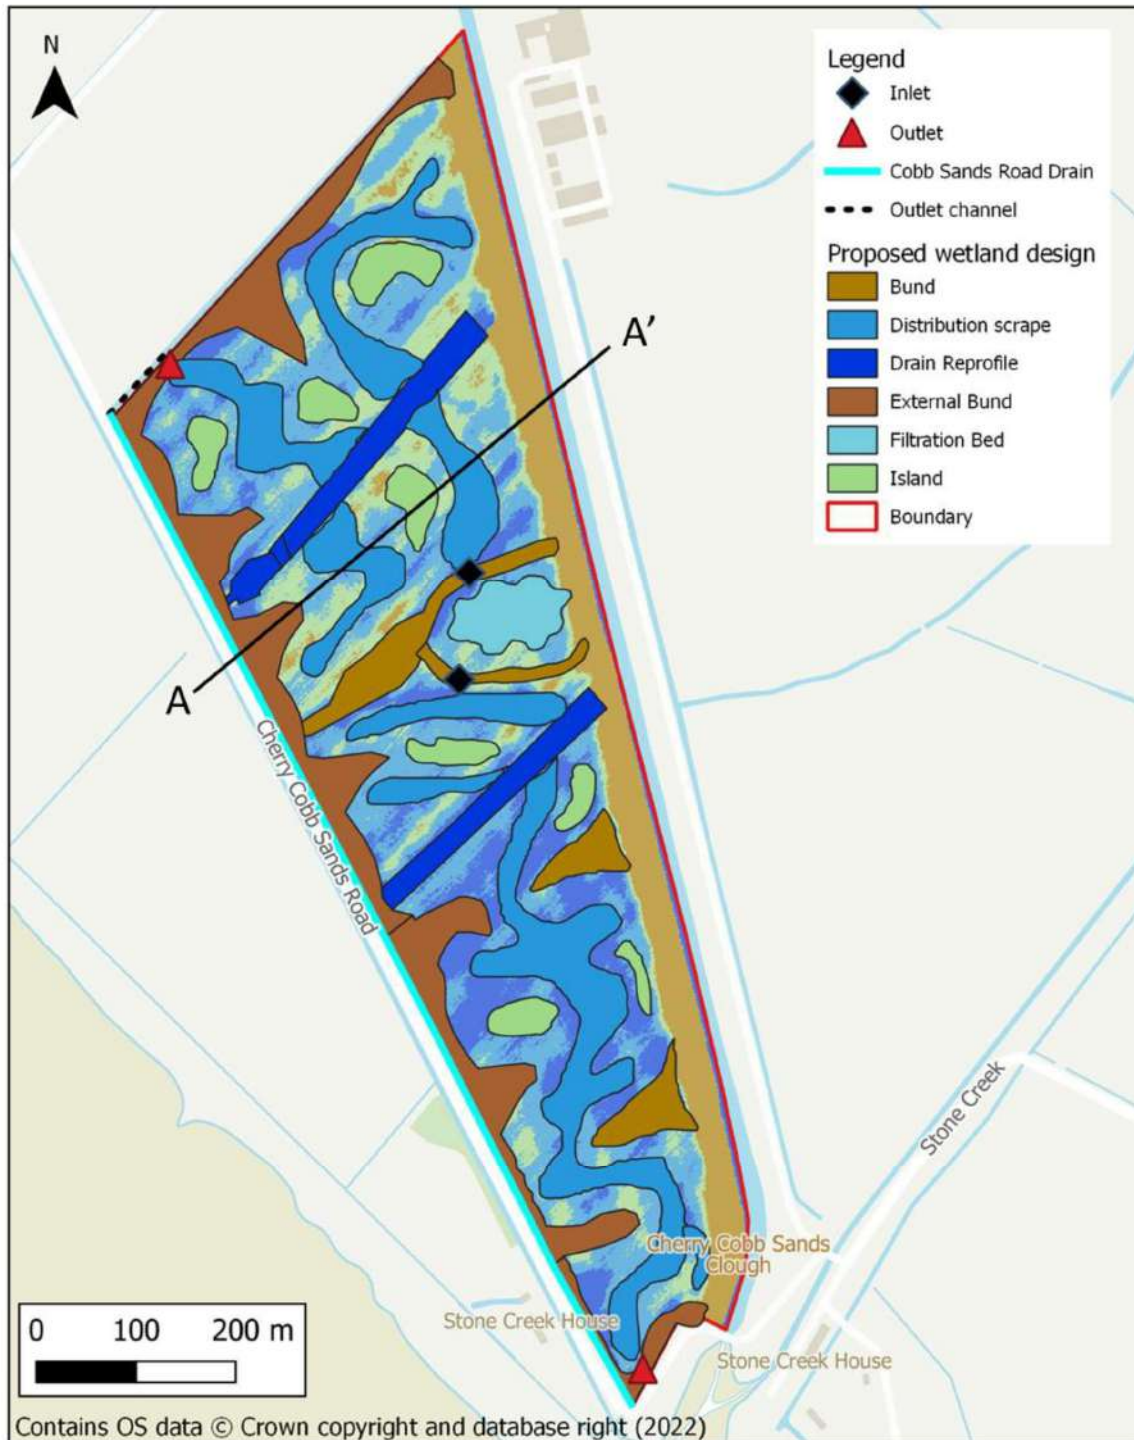 N
Legend
Inlet
Outlet
Cobb Sands Road Drain
Outlet channel
Proposed wetland design
Bund
Distribution scrape
Drain Reprofile
External Bund
Filtration Bed
Island
Boundary
A'
A
Cherry Cobb Sands Road
Stone Creek
Cherry Cobb Sands
Clough
Stone Creek House
Stone Creek House
0 100 200 m
Contains OS data © Crown copyright and database right (2022)